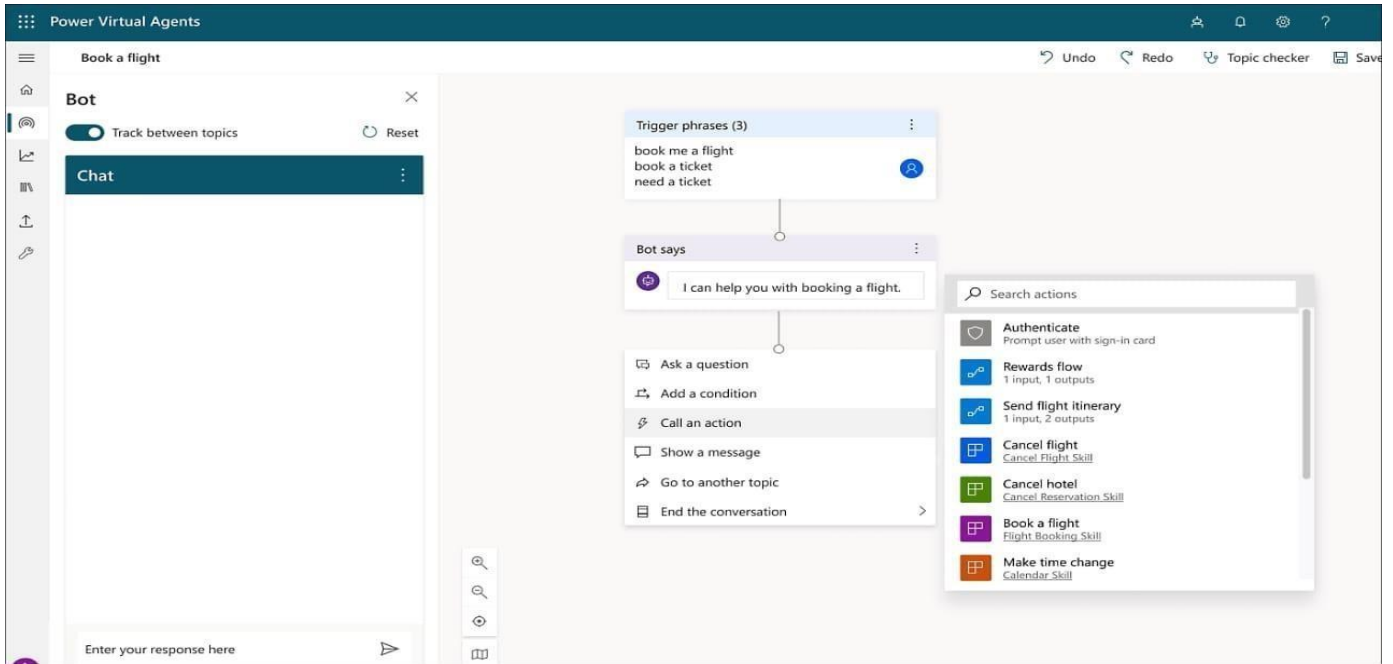 Power Virtual Agents
?
Book a flight
Undo
Redo
Topic checker
Save
Bot
Track between topics
Reset
Chat
Enter your response here
Trigger phrases (3)
book me a flight
book a ticket
need a ticket
Bot says
I can help you with booking a flight.
Ask a question
Add a condition
Call an action
Show a message
Go to another topic
End the conversation
Search actions
Authenticate
Prompt user with sign-in card
Rewards flow
1 input, 1 outputs
Send flight itinerary
1 input, 2 outputs
Cancel flight
Cancel Flight Skill
Cancel hotel
Cancel Reservation Skill
Book a flight
Flight Booking Skill
Make time change
Calendar Skill